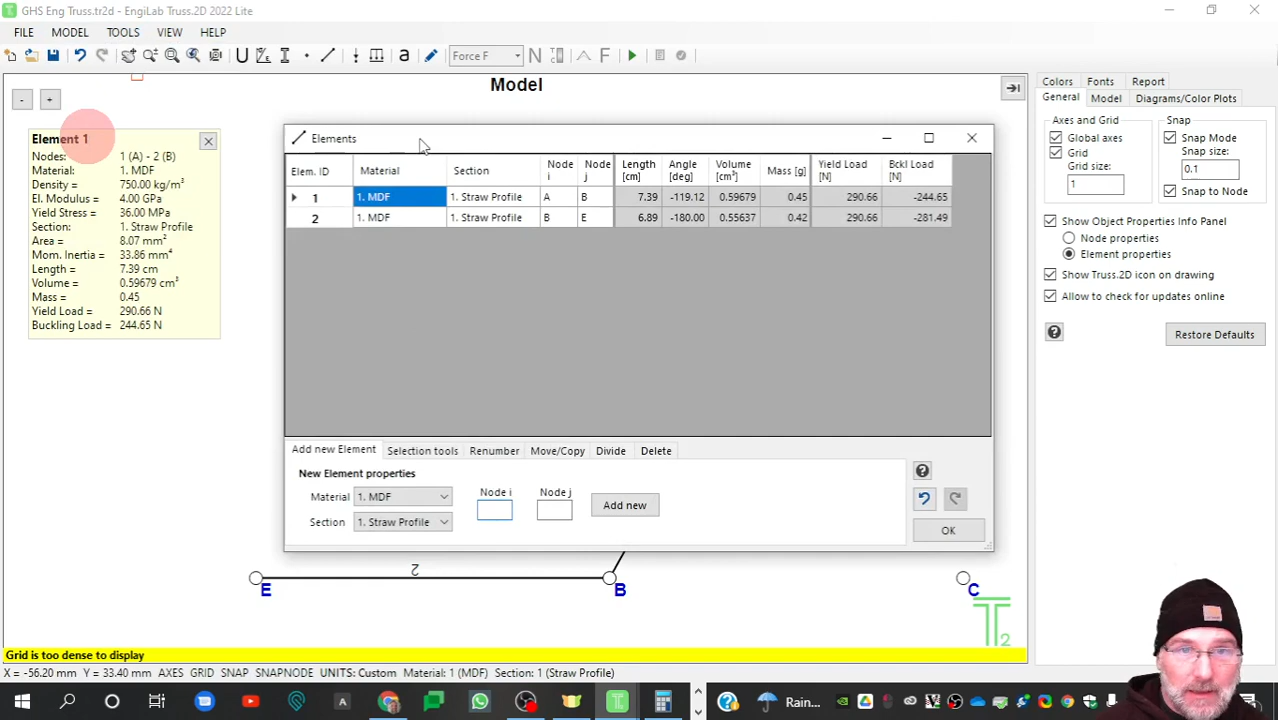 GHS Eng Truss.tr2d - EngiLab Truss.2D 2022 Lite
FILE MODEL TOOLS VIEW HELP
Force F
Model
- +
Element 1
Nodes: 1 (A) - 2 (B)
Material: 1. MDF
Density = 750.00 kg/m³
El. Modulus = 4.00 GPa
Yield Stress = 36.00 MPa
Section: 1. Straw Profile
Area = 8.07 mm²
Mom. Inertia = 33.86 mm⁴
Length = 7.39 cm
Volume = 0.59679 cm³
Mass = 0.45
Yield Load = 290.66 N
Buckling Load = 244.65 N
Elements
Elem. ID Material Section Node i Node j Length [cm] Angle [deg] Volume [cm³] Mass [g] Yield Load [N] Bckl Load [N]
1 1. MDF 1. Straw Profile A B 7.39 -119.12 0.59679 0.45 290.66 -244.65
2 1. MDF 1. Straw Profile B E 6.89 -180.00 0.55637 0.42 290.66 -281.49
Add new Element Selection tools Renumber Move/Copy Divide Delete
New Element properties
Material 1. MDF Node i Node j
Section 1. Straw Profile
Add new
OK
2
E B C
T2
Colors Fonts Report
General Model Diagrams/Color Plots
Axes and Grid
Global axes
Grid
Grid size:
1
Snap
Snap Mode
Snap size:
0.1
Snap to Node
Show Object Properties Info Panel
Node properties
Element properties
Show Truss.2D icon on drawing
Allow to check for updates online
Restore Defaults
Grid is too dense to display
X = -56.20 Y = 33.40 AXES GRID SNAP SNAPNODE UNITS: Custom Material: 1 (MDF) Section: 1 (Straw Profile)
Rain...